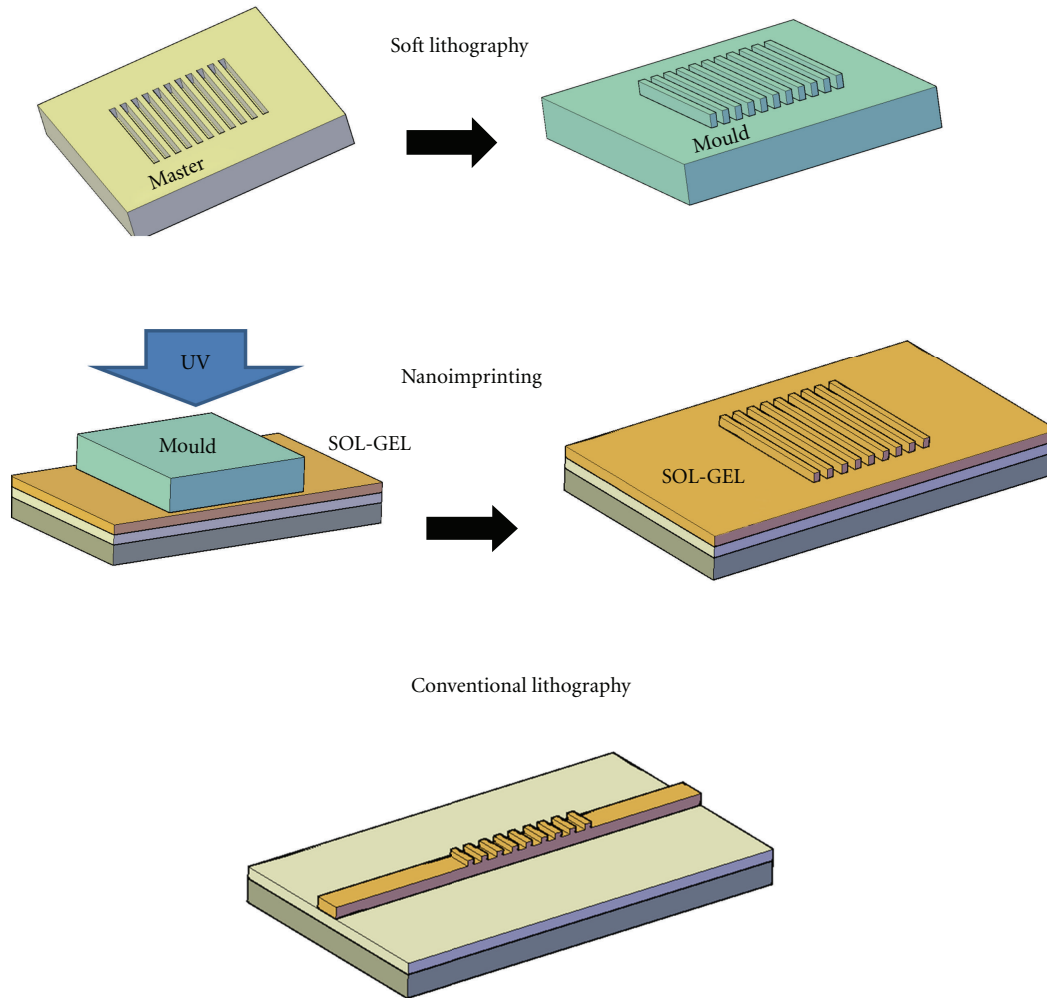 Soft lithography
Master
Mould
UV
Nanoimprinting
Mould
SOL-GEL
SOL-GEL
Conventional lithography